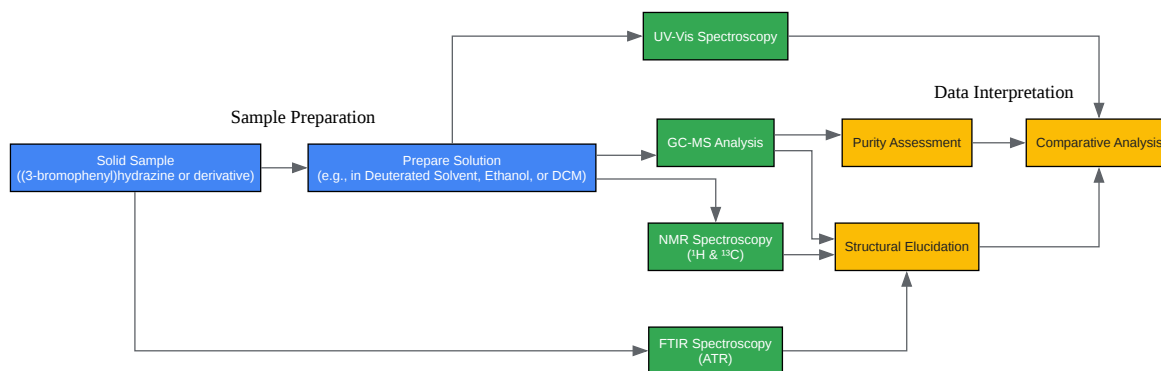 UV-Vis Spectroscopy
Data Interpretation
Sample Preparation
GC-MS Analysis
Purity Assessment
Comparative Analysis
Solid Sample
((3-bromophenyl)hydrazine or derivative)
Prepare Solution
(e.g., in Deuterated Solvent, Ethanol, or DCM)
NMR Spectroscopy
(¹H & ¹³C)
Structural Elucidation
FTIR Spectroscopy
(ATR)